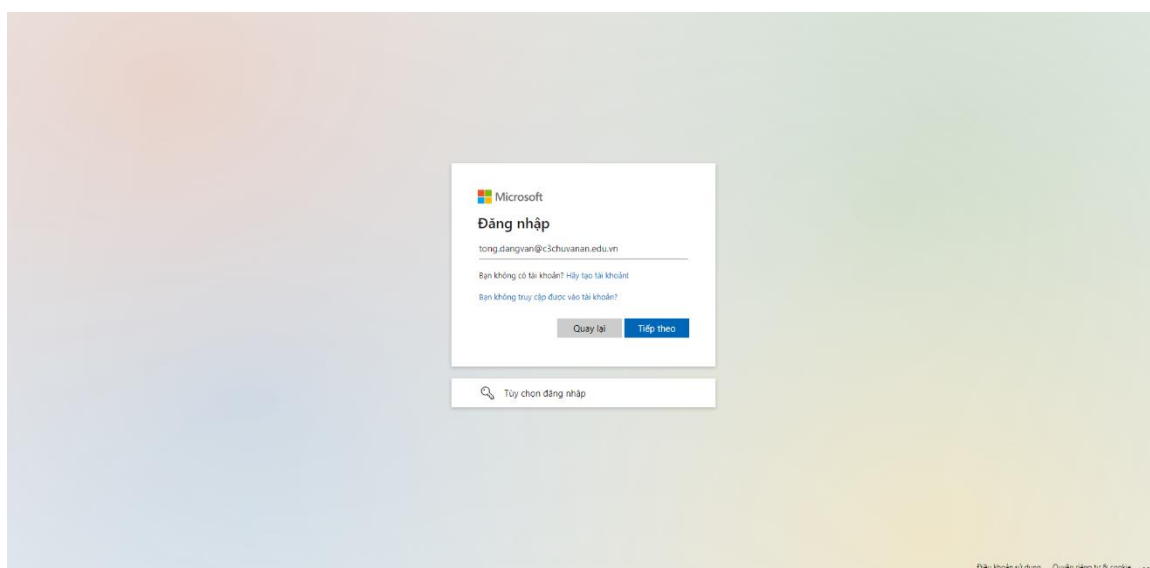 Microsoft
Đăng nhập
tong.dangvan@c3chuvanan.edu.vn
Bạn không có tài khoản? Hãy tạo tài khoản!
Bạn không truy cập được vào tài khoản?
Quay lại Tiếp theo
Tùy chọn đăng nhập
Điều khoản sử dụng Quyền riêng tư & cookie ...